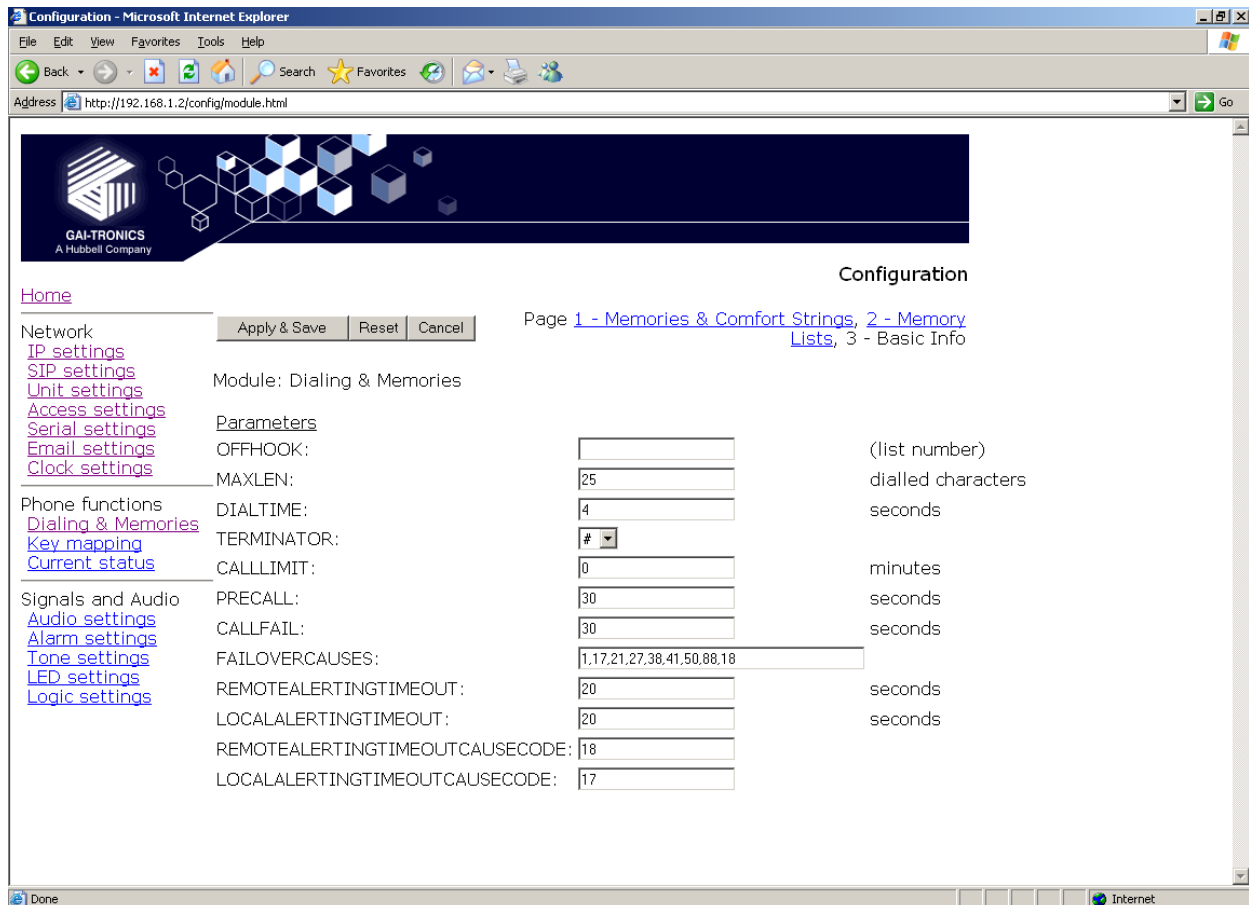 Configuration - Microsoft Internet Explorer
File Edit View Favorites Tools Help
Back Search Favorites
Address http://192.168.1.2/config/module.html Go
GAI-TRONICS
A Hubbell Company
Configuration
Home
Network
IP settings
SIP settings
Unit settings
Access settings
Serial settings
Email settings
Clock settings
Phone functions
Dialing & Memories
Key mapping
Current status
Signals and Audio
Audio settings
Alarm settings
Tone settings
LED settings
Logic settings
Apply & Save Reset Cancel
Page 1 - Memories & Comfort Strings, 2 - Memory
Lists, 3 - Basic Info
Module: Dialing & Memories
Parameters
OFFHOOK: (list number)
MAXLEN: 25 dialled characters
DIALTIME: 4 seconds
TERMINATOR: #
CALLLIMIT: 0 minutes
PRECALL: 30 seconds
CALLFAIL: 30 seconds
FAILOVERCAUSES: 1,17,21,27,38,41,50,88,18
REMOTEALERTINGTIMEOUT: 20 seconds
LOCALALERTINGTIMEOUT: 20 seconds
REMOTEALERTINGTIMEOUTCAUSECODE: 18
LOCALALERTINGTIMEOUTCAUSECODE: 17
Done Internet